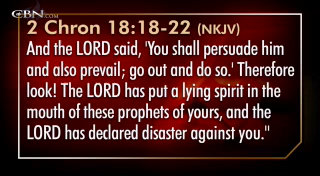 CBN.COM
2 Chron 18:18-22 (NKJV)
And the LORD said, 'You shall persuade him
and also prevail; go out and do so.' Therefore
look! The LORD has put a lying spirit in the
mouth of these prophets of yours, and the
LORD has declared disaster against you."